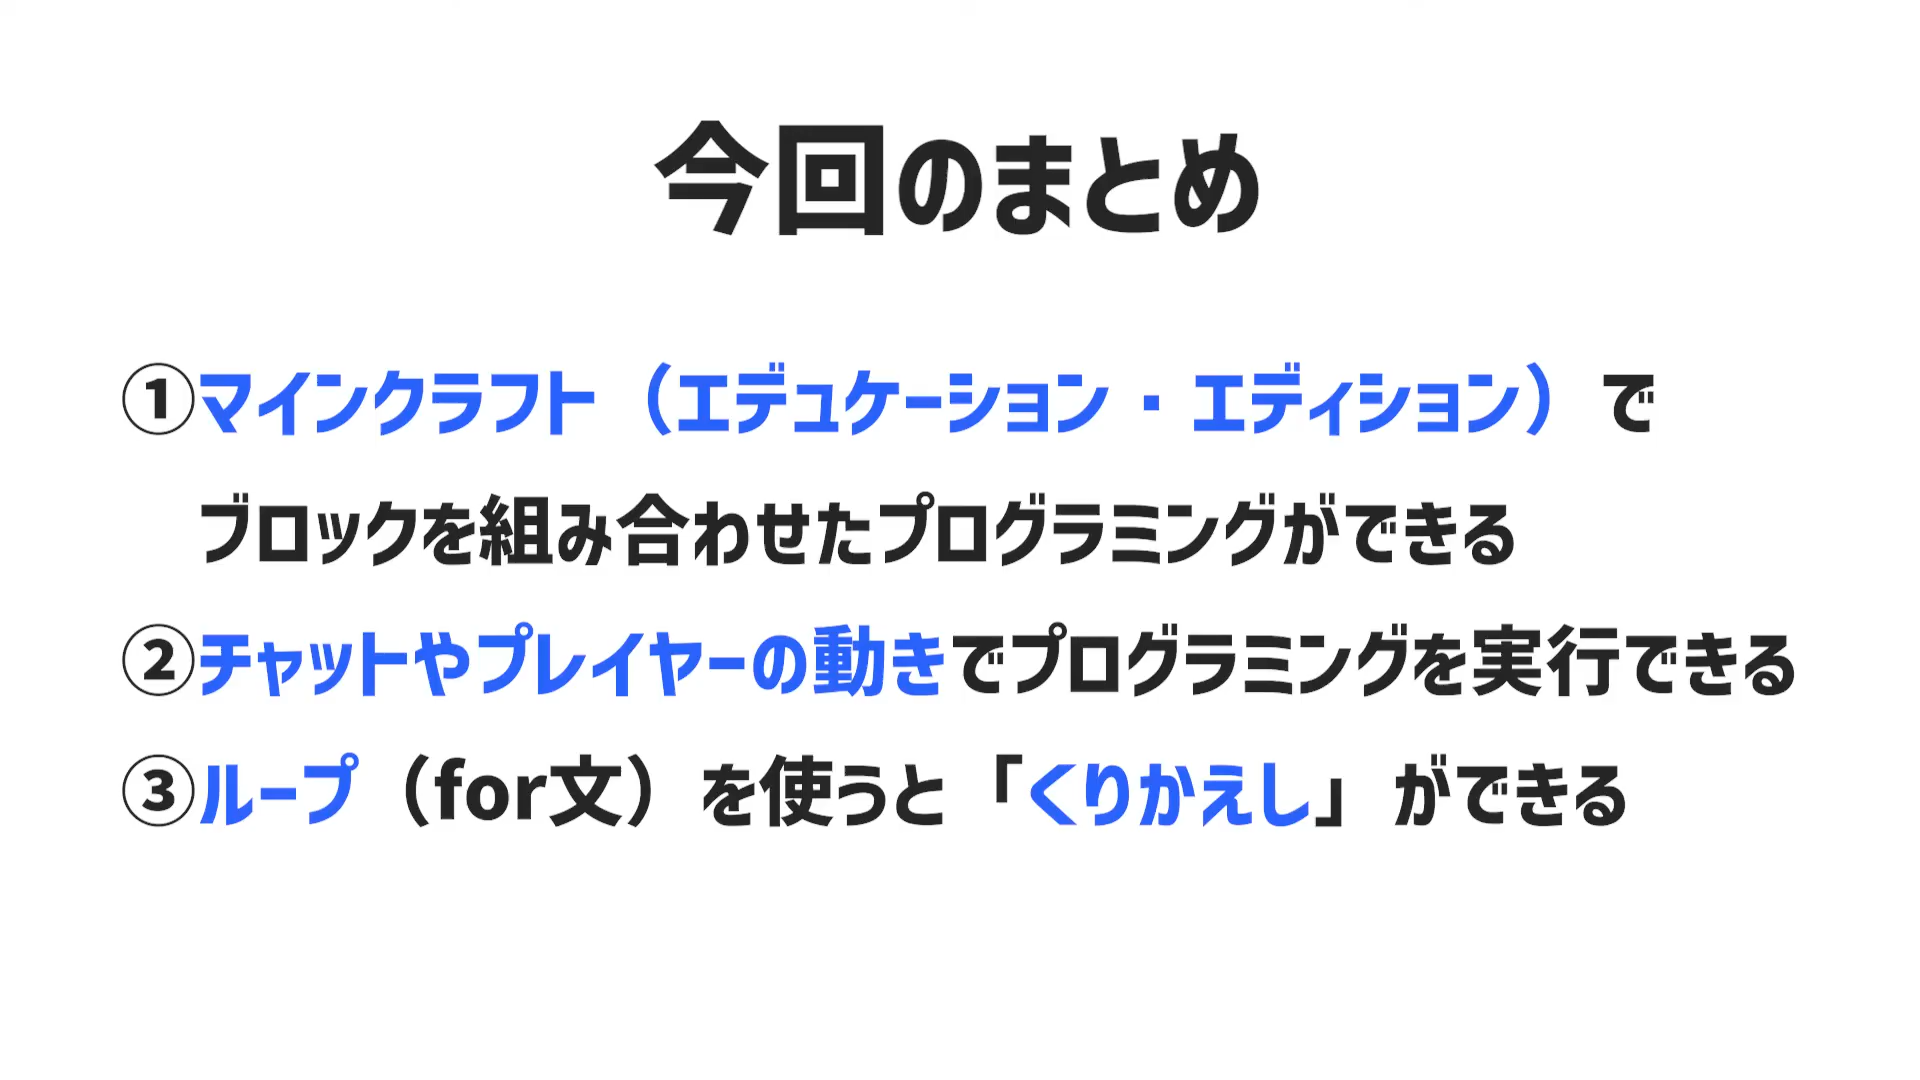 今回のまとめ
①マインクラフト（エデュケーション・エディション）で
ブロックを組み合わせたプログラミングができる
②チャットやプレイヤーの動きでプログラミングを実行できる
③ループ（for文）を使うと「くりかえし」ができる